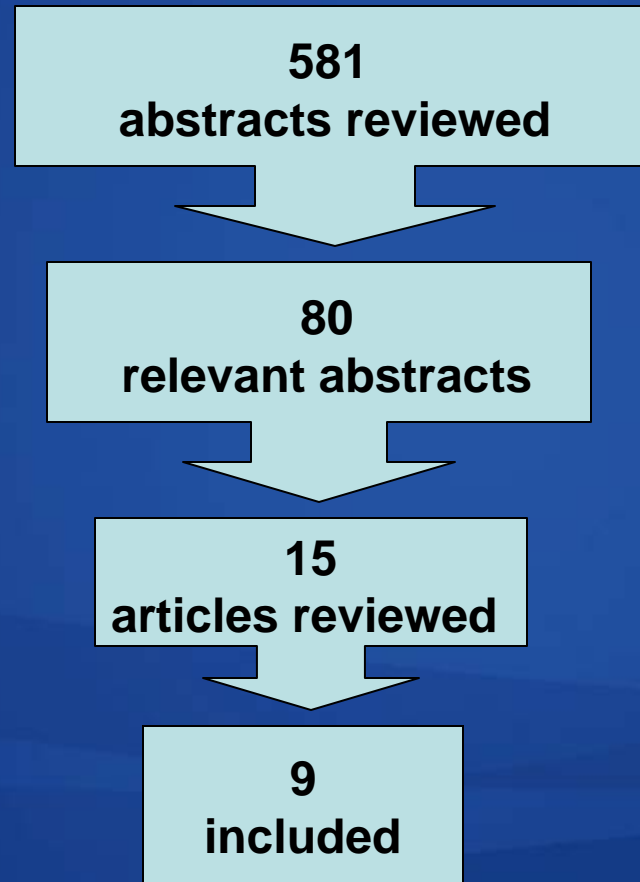 581
abstracts reviewed
80
relevant abstracts
15
articles reviewed
9
included